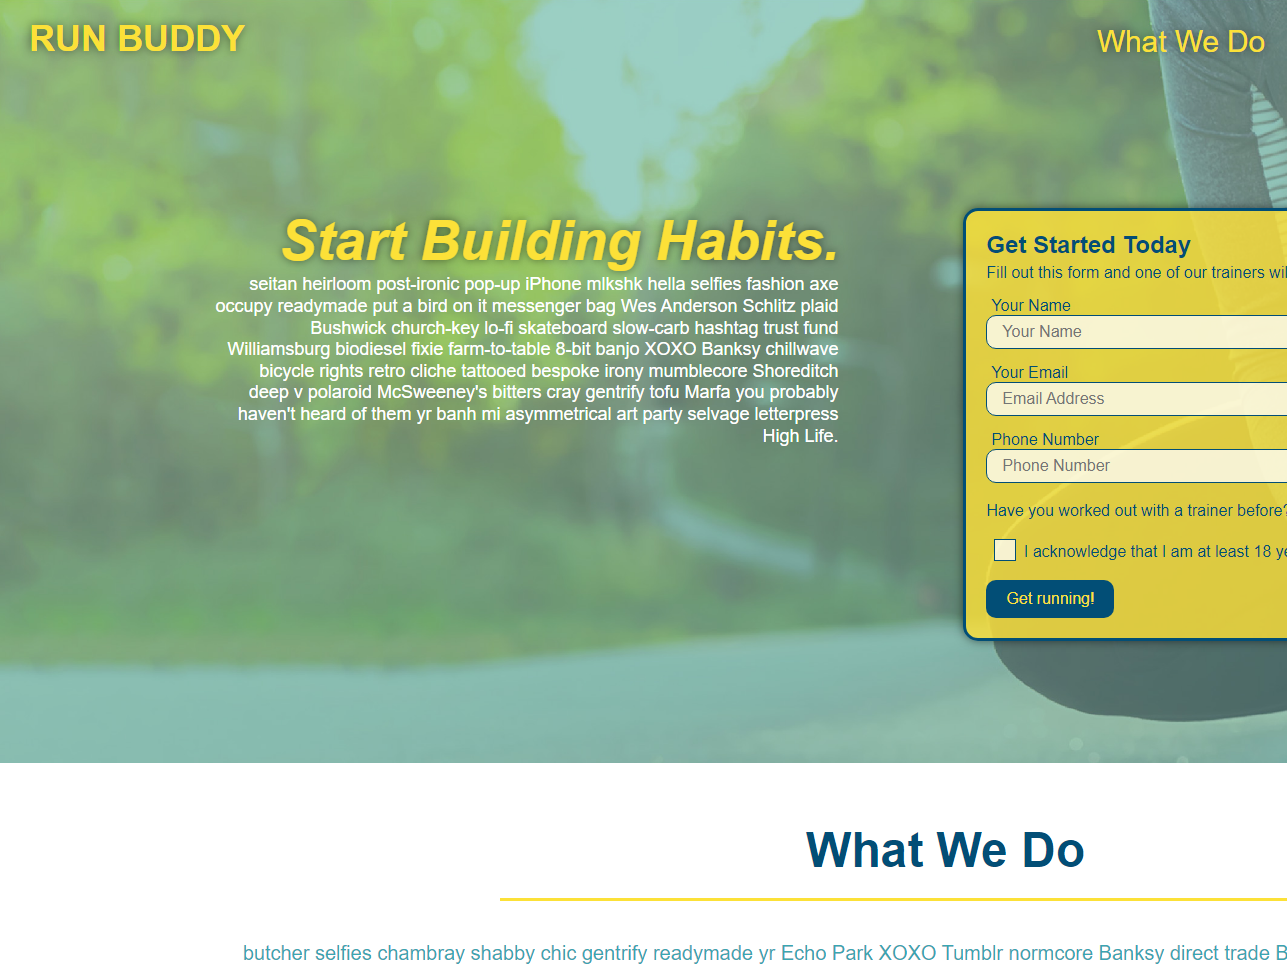 RUN BUDDY
What We Do
Start Building Habits.
seitan heirloom post-ironic pop-up iPhone mlkshk hella selfies fashion axe
occupy readymade put a bird on it messenger bag Wes Anderson Schlitz plaid
Bushwick church-key lo-fi skateboard slow-carb hashtag trust fund
Williamsburg biodiesel fixie farm-to-table 8-bit banjo XOXO Banksy chillwave
bicycle rights retro cliche tattooed bespoke irony mumblecore Shoreditch
deep v polaroid McSweeney's bitters cray gentrify tofu Marfa you probably
haven't heard of them yr banh mi asymmetrical art party selvage letterpress
High Life.
Get Started Today
Fill out this form and one of our trainers wil
Your Name
Your Name
Your Email
Email Address
Phone Number
Phone Number
Have you worked out with a trainer before?
I acknowledge that I am at least 18 ye
Get running!
What We Do
butcher selfies chambray shabby chic gentrify readymade yr Echo Park XOXO Tumblr normcore Banksy direct trade B